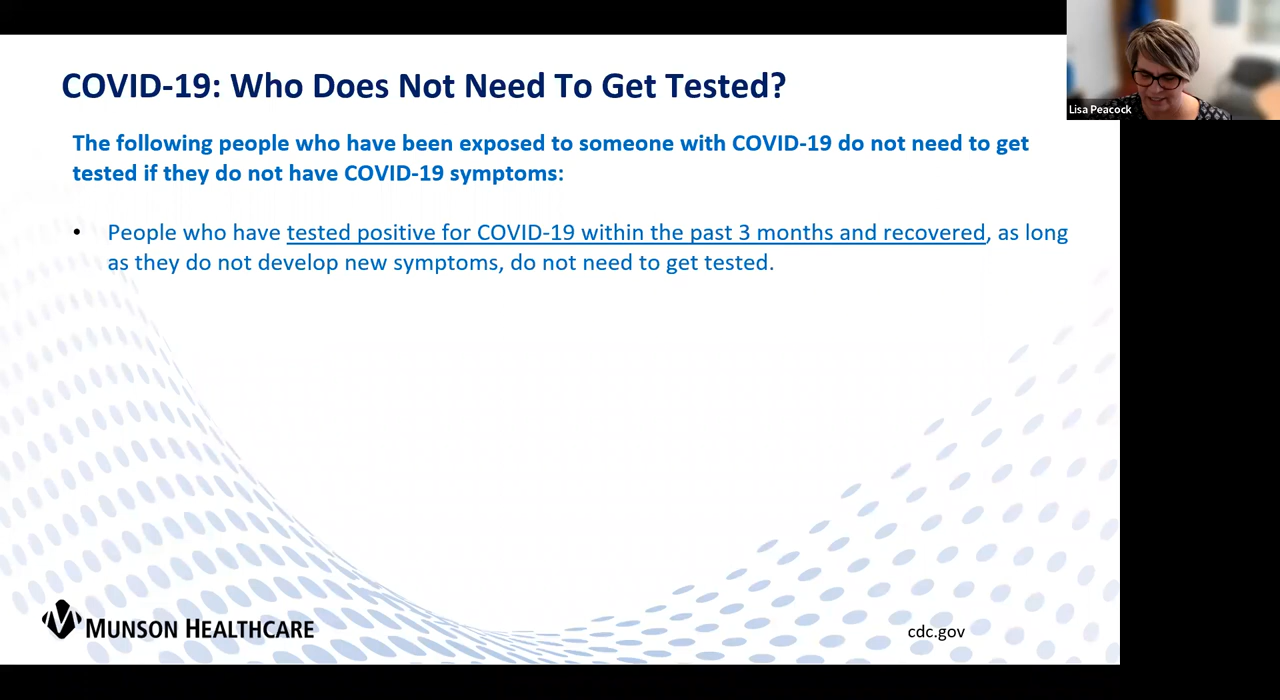 COVID-19: Who Does Not Need To Get Tested?
Lisa Peacock
The following people who have been exposed to someone with COVID-19 do not need to get
tested if they do not have COVID-19 symptoms:
• People who have tested positive for COVID-19 within the past 3 months and recovered, as long
as they do not develop new symptoms, do not need to get tested.
MUNSON HEALTHCARE
cdc.gov